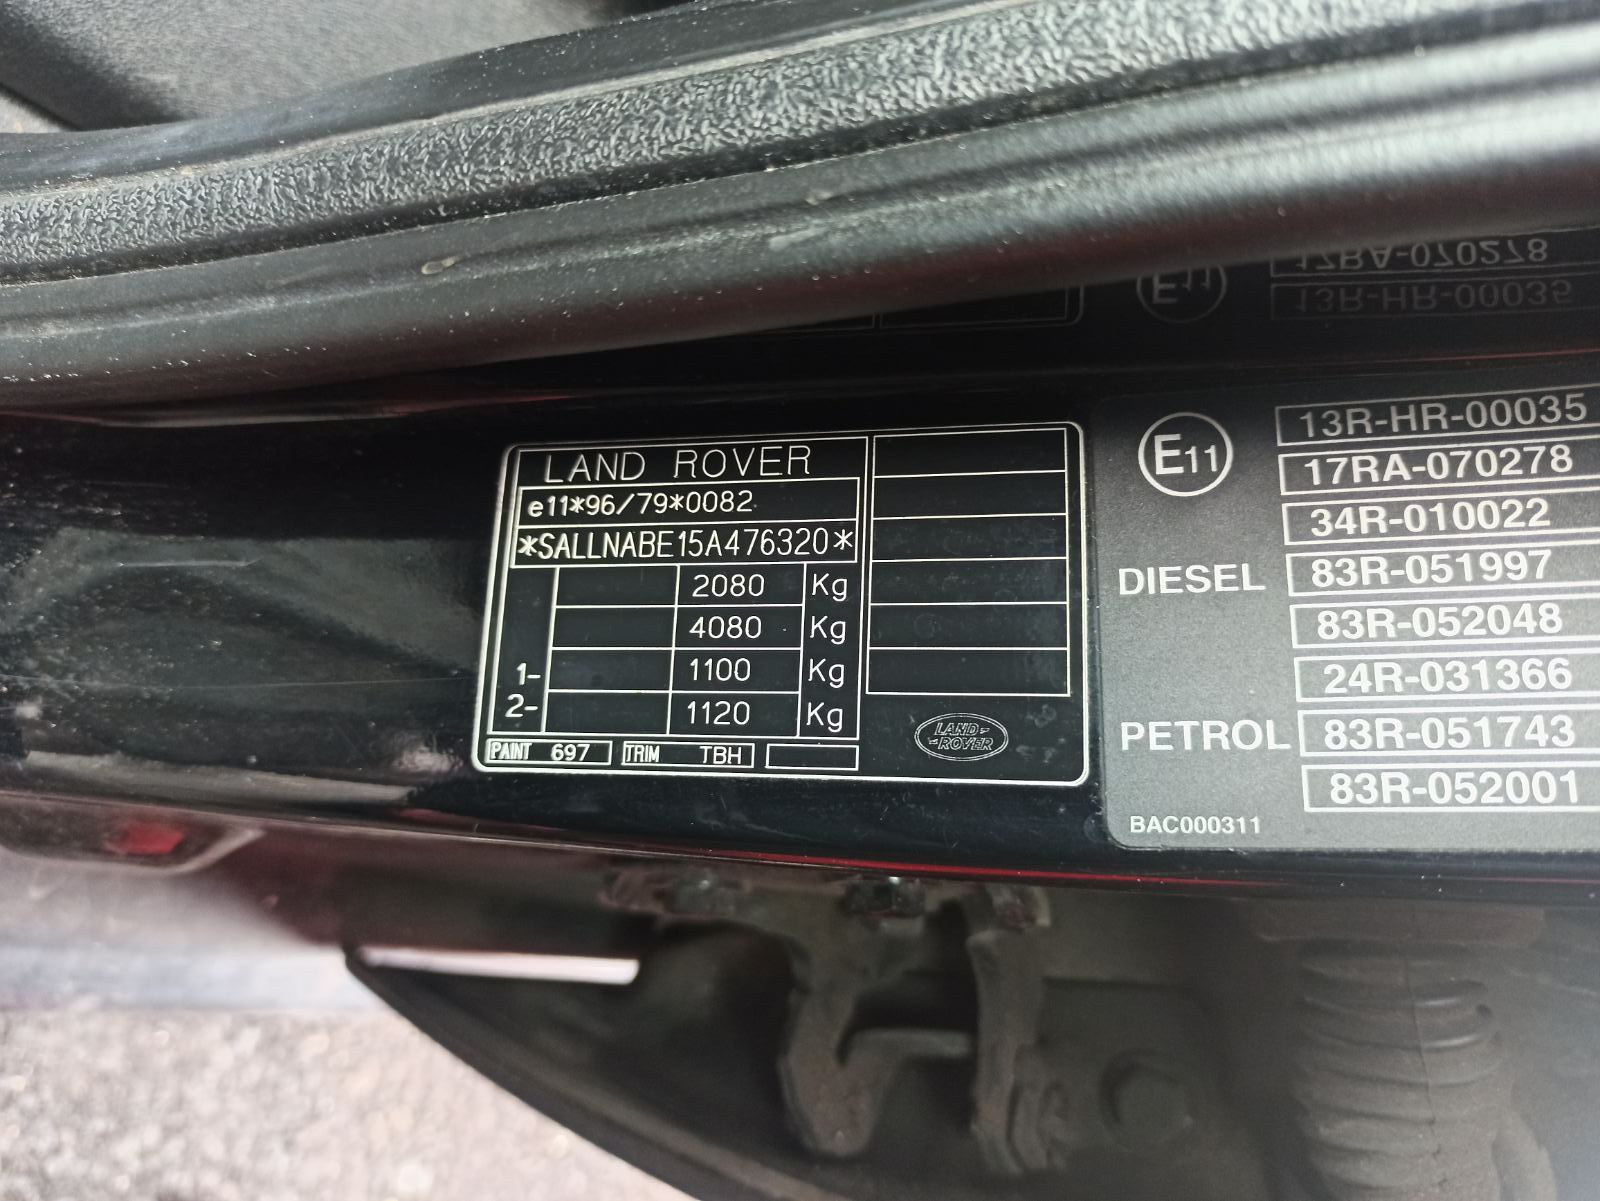 LAND ROVER
e11*96/79*0082
*SALLNABE15A476320*
2080 Kg
4080 Kg
1- 1100 Kg
2- 1120 Kg
PAINT 697 TRIM TBH
LAND ROVER
E11
13R-HR-00035
17RA-070278
34R-010022
DIESEL 83R-051997
83R-052048
24R-031366
PETROL 83R-051743
83R-052001
BAC000311